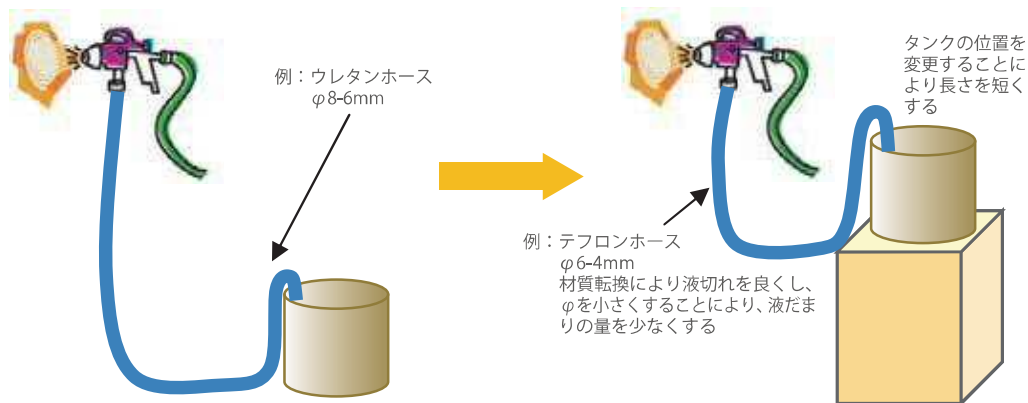 例：ウレタンホース
φ8-6mm
タンクの位置を
変更することに
より長さを短く
する
例：テフロンホース
φ6-4mm
材質転換により液切れを良くし、
φを小さくすることにより、液だま
りの量を少なくする